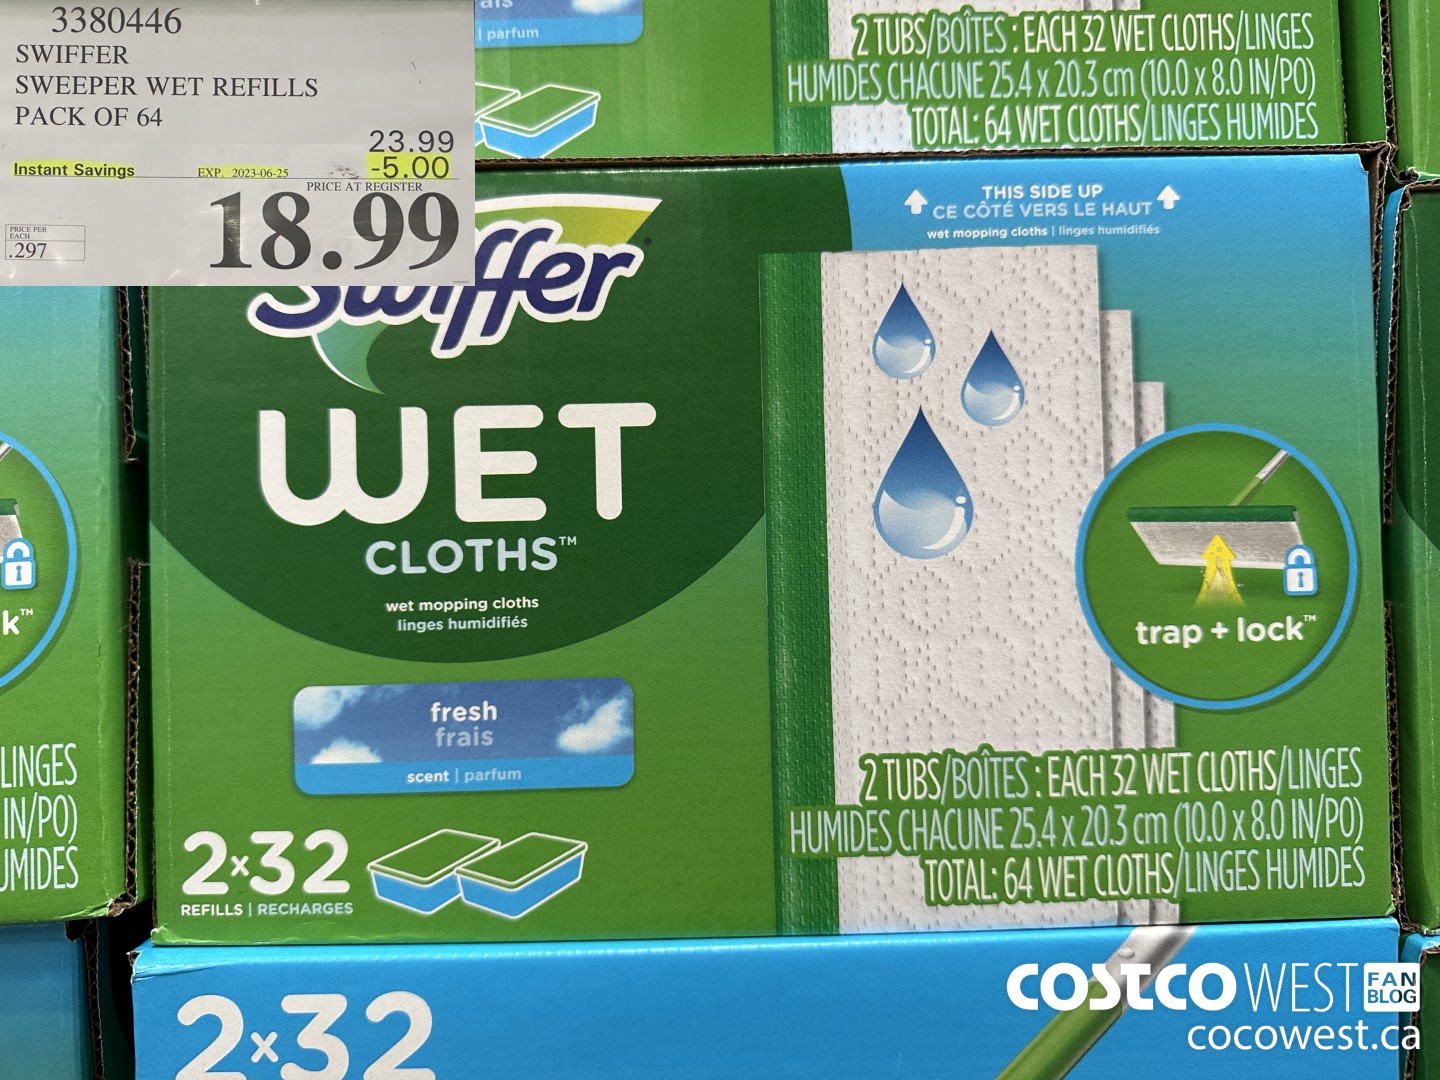 3380446
SWIFFER
SWEEPER WET REFILLS
PACK OF 64
23.99
Instant Savings EXP. 2023-06-25 -5.00
PRICE AT REGISTER
PRICE PER
EACH
.297
18.99
| parfum
2 TUBS/BOÎTES : EACH 32 WET CLOTHS/LINGES
HUMIDES CHACUNE 25.4 x 20.3 cm (10.0 x 8.0 IN/PO)
TOTAL: 64 WET CLOTHS/LINGES HUMIDES
THIS SIDE UP
CE CÔTÉ VERS LE HAUT
wet mopping cloths | linges humidifiés
Swiffer
WET
CLOTHS™
wet mopping cloths
linges humidifiés
fresh
frais
scent | parfum
2x32
REFILLS | RECHARGES
trap + lock™
2 TUBS/BOÎTES : EACH 32 WET CLOTHS/LINGES
HUMIDES CHACUNE 25.4 x 20.3 cm (10.0 x 8.0 IN/PO)
TOTAL: 64 WET CLOTHS/LINGES HUMIDES
k™
LINGES
IN/PO)
UMIDES
2x32
COSTCO WEST FAN BLOG
cocowest.ca